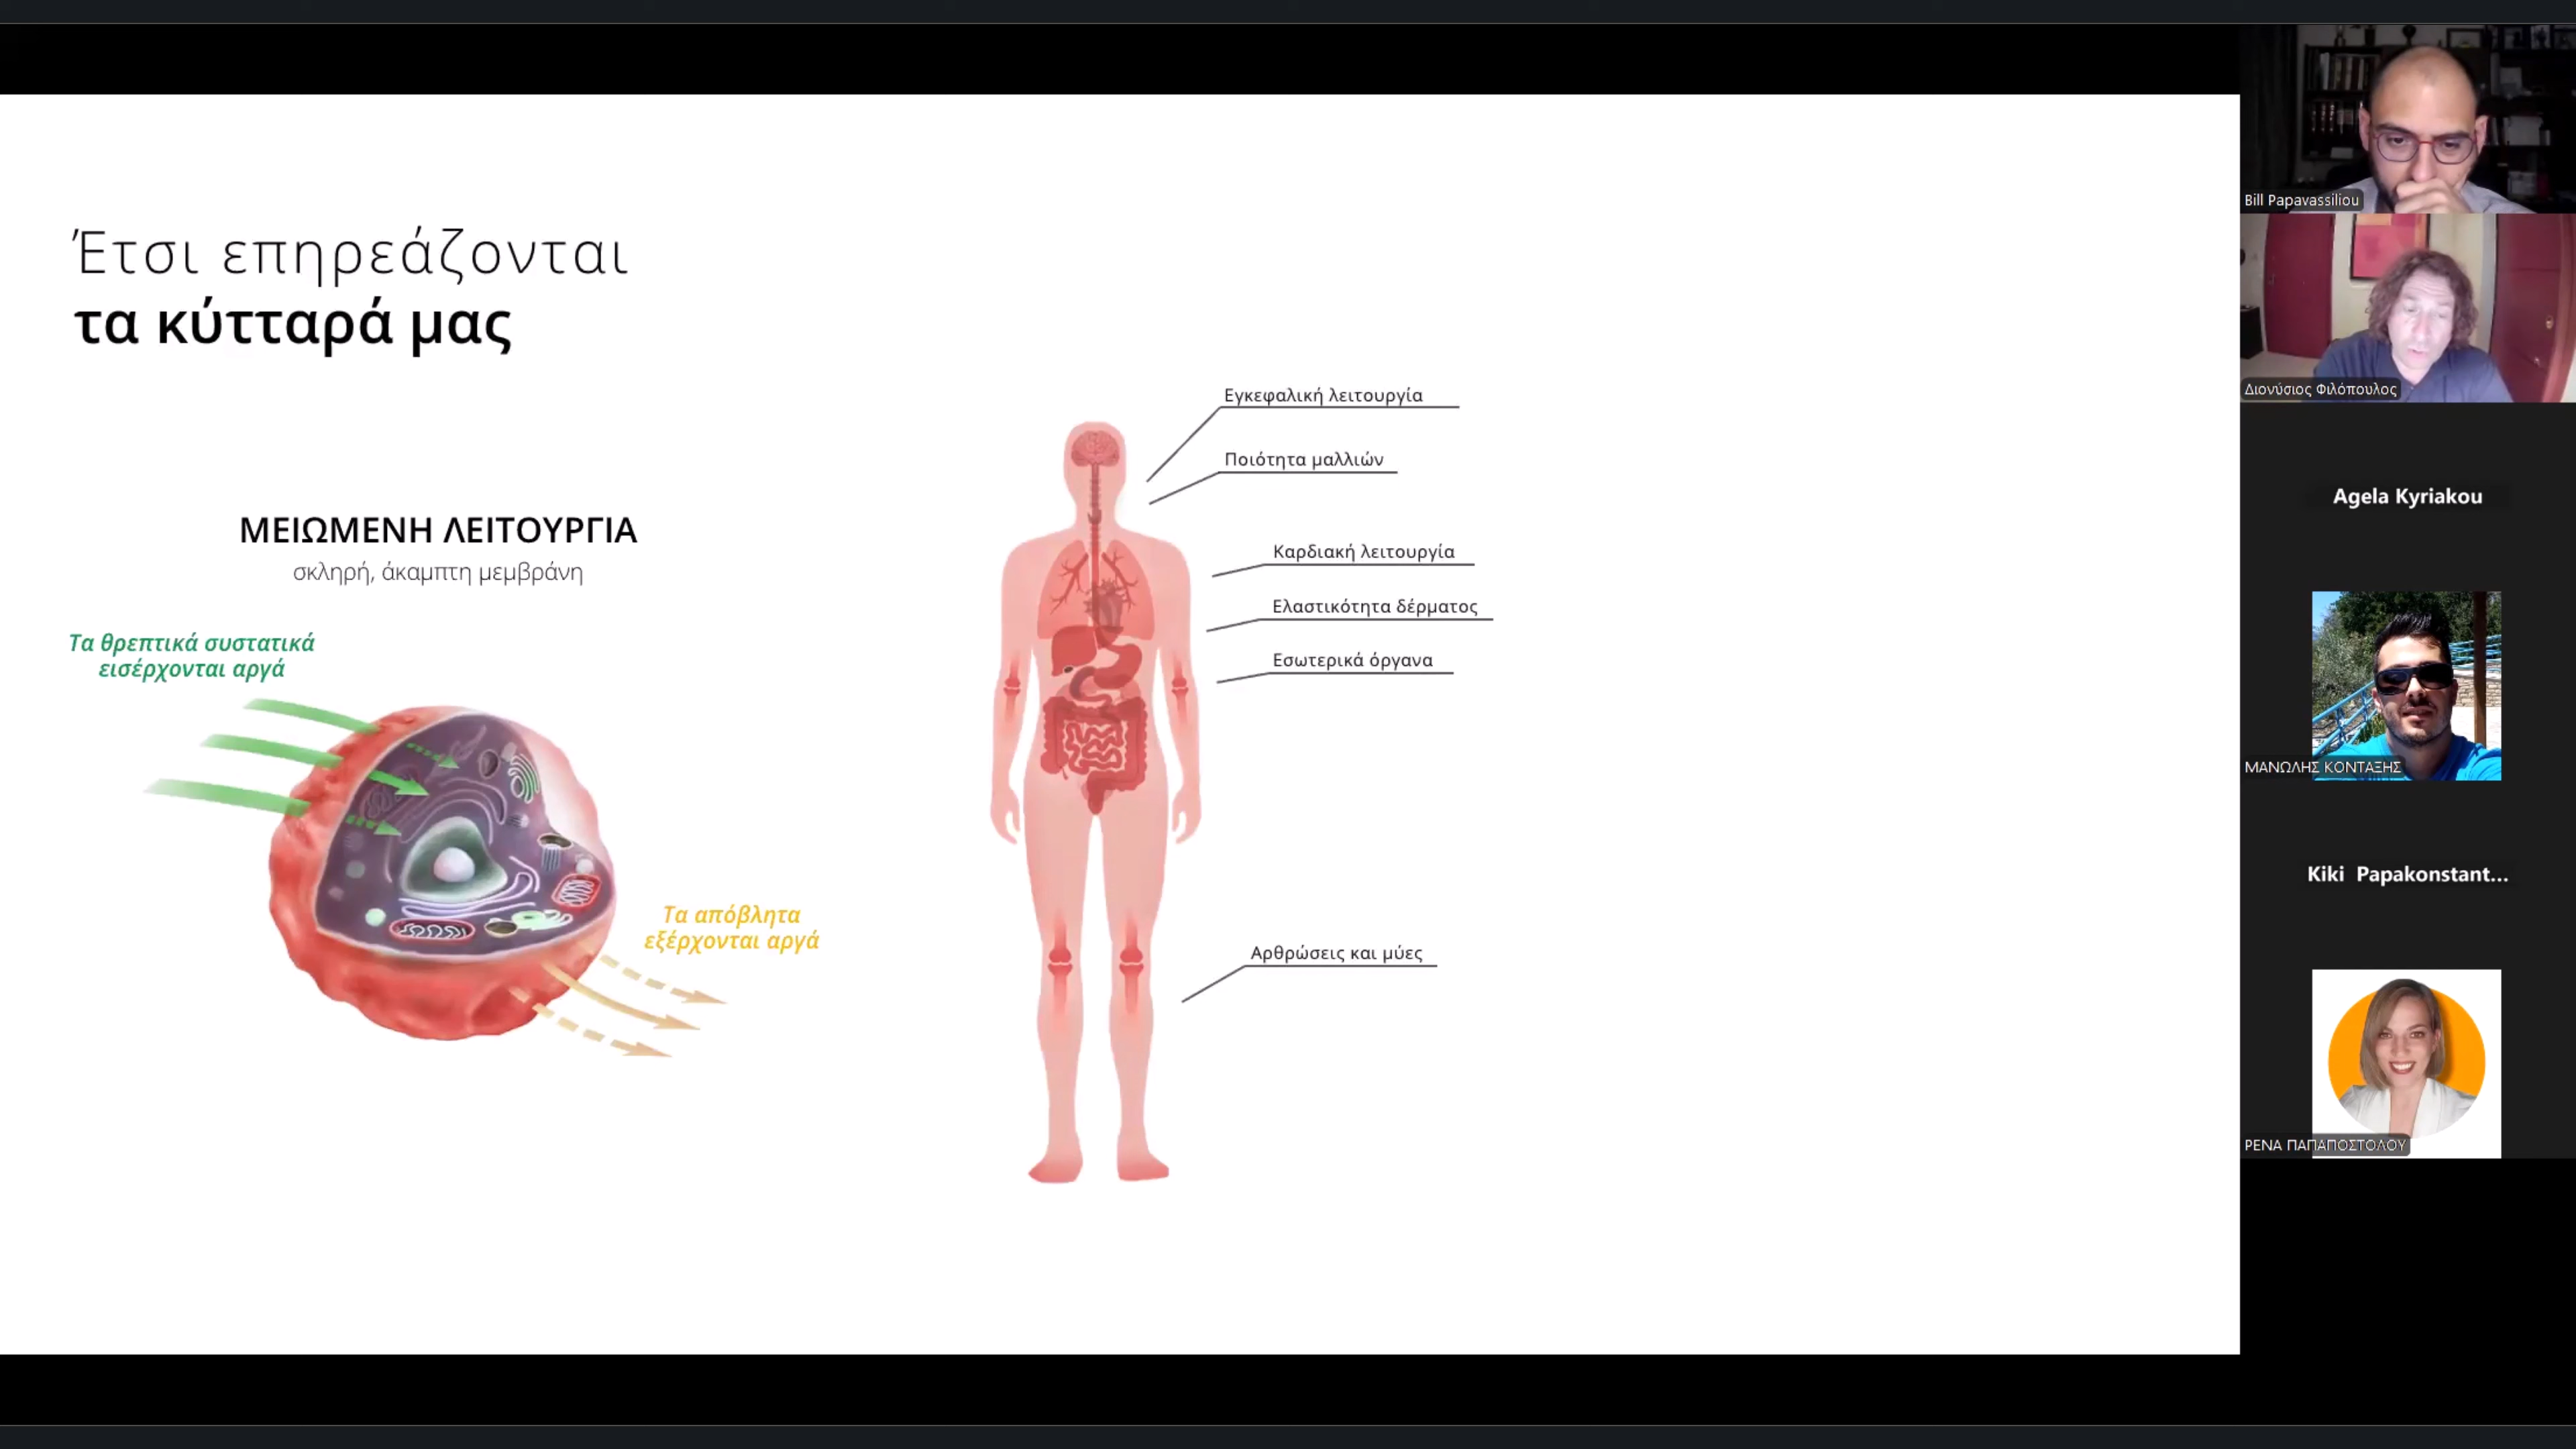 Έτσι επηρεάζονται
τα κύτταρά μας
ΜΕΙΩΜΕΝΗ ΛΕΙΤΟΥΡΓΙΑ
σκληρή, άκαμπτη μεμβράνη
Τα θρεπτικά συστατικά
εισέρχονται αργά
Τα απόβλητα
εξέρχονται αργά
Εγκεφαλική λειτουργία
Ποιότητα μαλλιών
Καρδιακή λειτουργία
Ελαστικότητα δέρματος
Εσωτερικά όργανα
Αρθρώσεις και μύες
Bill Papavassiliou
Διονύσιος Φιλόπουλος
Agela Kyriakou
ΜΑΝΩΛΗΣ ΚΟΝΤΑΞΗΣ
Kiki Papakonstant...
ΡΕΝΑ ΠΑΠΑΠΟΣΤΟΛΟΥ